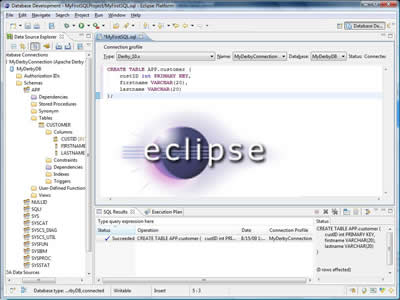 Database Development - MyFirstSQLProject/MyFirstSQL.sql - Eclipse Platform
File Edit Navigate Search Project Run Window Help
Database De...
Data Source Explorer
*MyFirstSQL.sql
Connection profile
Type: Derby_10.x Name: MyDerbyConnection Database: MyDerbyDB Status: Connected
CREATE TABLE APP.customer (
custID int PRIMARY KEY,
firstname VARCHAR(20),
lastname VARCHAR(20)
);
Database Connections
MyDerbyConnection (Apache Derby
MyDerbyDB
Authorization IDs
Schemas
APP
Dependencies
Stored Procedures
Synonyms
Tables
CUSTOMER
Columns
CUSTID
FIRSTNAME
LASTNAME
Constraints
Dependencies
Indexes
Triggers
User-Defined Function
Views
NULLID
SQLJ
SYS
SYSCAT
SYSCS_DIAG
SYSCS_UTIL
SYSFUN
SYSIBM
SYSPROC
SYSSTAT
ODA Data Sources
eclipse
SQL Results Execution Plan
Type query expression here
Status Operation Date Connection Profile
Succeeded CREATE TABLE APP.customer ( custID int PRI... 8/15/09 1:... MyDerbyConnection
Status
CREATE TABLE APP.customer (
custID int PRIMARY KEY,
firstname VARCHAR(20),
lastname VARCHAR(20)
)
(0 rows affected)
Database type:...rbyDB, connected Writable Insert 5 : 3